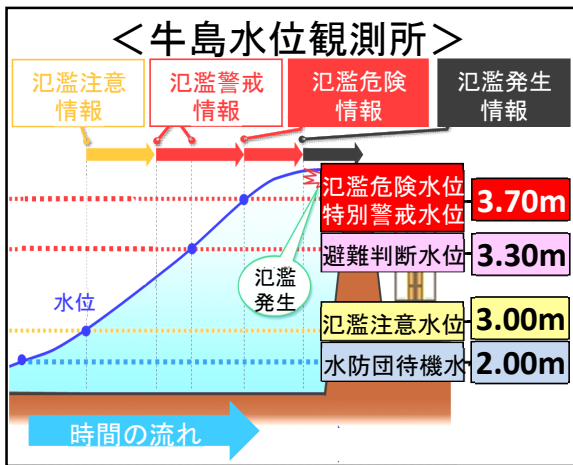 ＜牛島水位観測所＞
氾濫注意
情報
氾濫警戒
情報
氾濫危険
情報
氾濫発生
情報
氾濫危険水位
特別警戒水位
3.70m
避難判断水位
3.30m
氾濫
発生
水位
氾濫注意水位
3.00m
水防団待機水
2.00m
時間の流れ